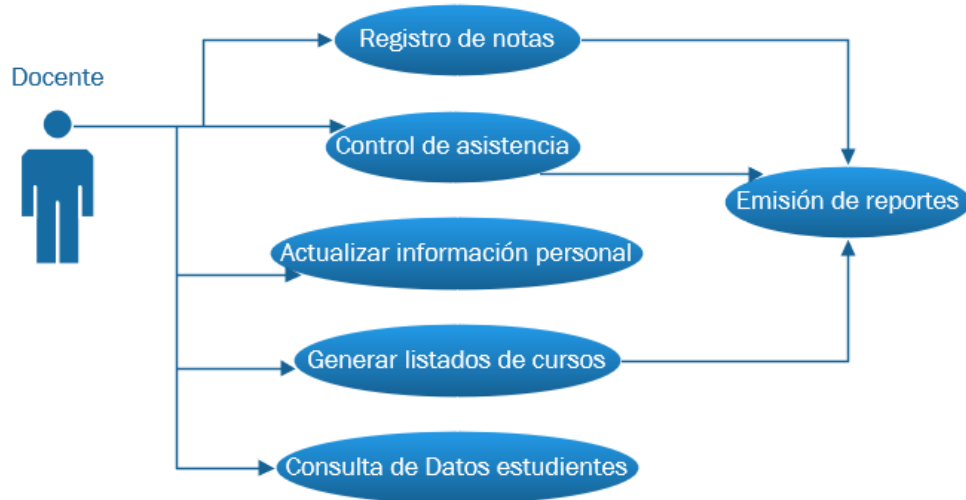 Registro de notas
Docente
Control de asistencia
Emisión de reportes
Actualizar información personal
Generar listados de cursos
Consulta de Datos estudiantes